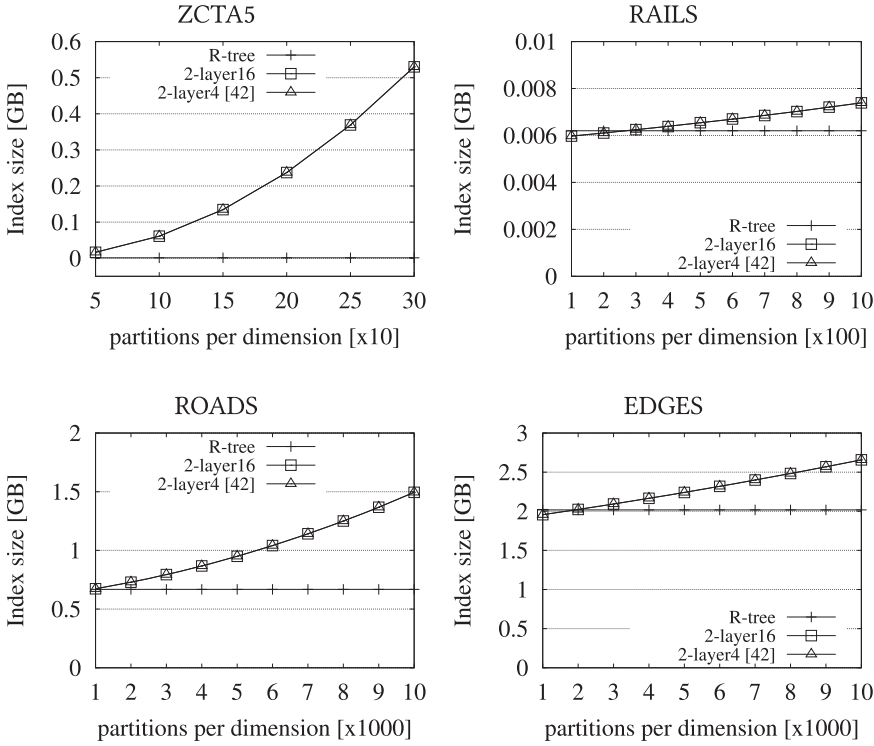 ZCTA5
Index size [GB]
0.6
0.5
0.4
0.3
0.2
0.1
0
R-tree
2-layer16
2-layer4 [42]
5 10 15 20 25 30
partitions per dimension [x10]
RAILS
Index size [GB]
0.01
0.008
0.006
0.004
0.002
0
R-tree
2-layer16
2-layer4 [42]
1 2 3 4 5 6 7 8 9 10
partitions per dimension [x100]
ROADS
Index size [GB]
2
1.5
1
0.5
0
R-tree
2-layer16
2-layer4 [42]
1 2 3 4 5 6 7 8 9 10
partitions per dimension [x1000]
EDGES
Index size [GB]
3
2.5
2
1.5
1
0.5
0
R-tree
2-layer16
2-layer4 [42]
1 2 3 4 5 6 7 8 9 10
partitions per dimension [x1000]